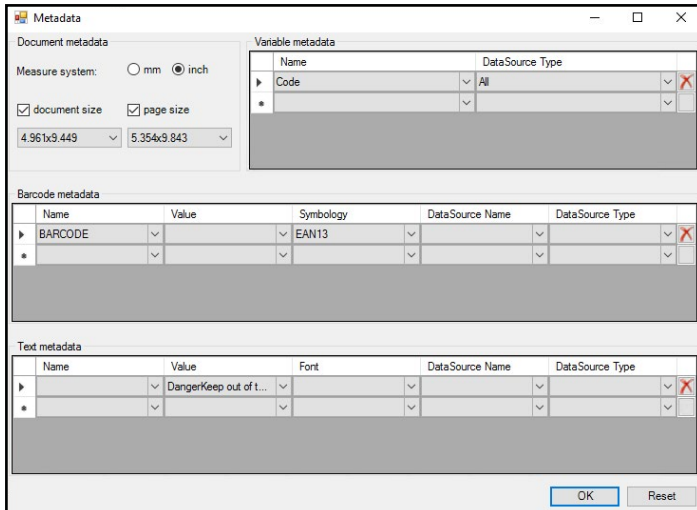 Metadata
Document metadata
Measure system: mm inch
document size page size
4.961x9.449 5.354x9.843
Variable metadata
Name DataSource Type
Code All
Barcode metadata
Name Value Symbology DataSource Name DataSource Type
BARCODE EAN13
Text metadata
Name Value Font DataSource Name DataSource Type
DangerKeep out of t...
OK Reset